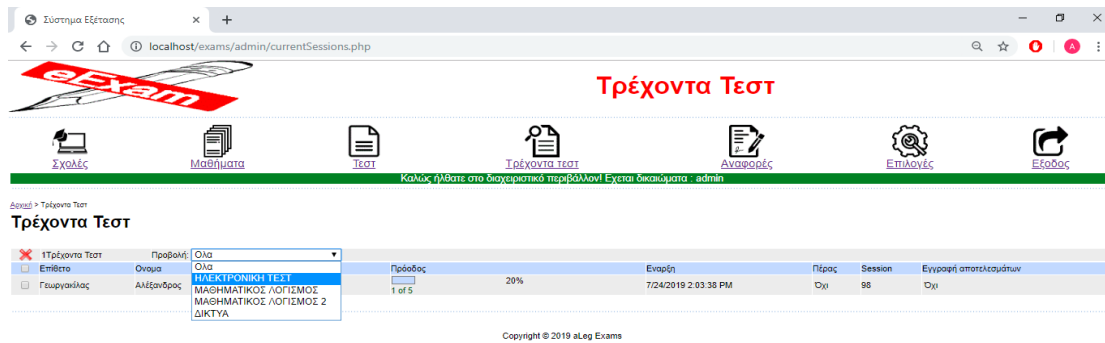 Σύστημα Εξέτασης
localhost/exams/admin/currentSessions.php
A
eExam
Τρέχοντα Τεστ
Σχολές Μαθήματα Τεστ Τρέχοντα τεστ Αναφορές Επιλογές Εξοδος
Καλώς ήλθατε στο διαχειριστικό περιβάλλον! Εχεται δικαιώματα : admin
Αρχική > Τρέχοντα Τεστ
Τρέχοντα Τεστ
1Τρέχοντα Τεστ Προβολή: Ολα
Επίθετο Ονομα Πρόοδος Εναρξη Πέρας Session Εγγραφή αποτελεσμάτων
Γεωργακίλας Αλέξανδρος 1 of 5 20% 7/24/2019 2:03:38 PM Όχι 98 Όχι
Ολα
ΗΛΕΚΤΡΟΝΙΚΗ ΤΕΣΤ
ΜΑΘΗΜΑΤΙΚΟΣ ΛΟΓΙΣΜΟΣ
ΜΑΘΗΜΑΤΙΚΟΣ ΛΟΓΙΣΜΟΣ 2
ΔΙΚΤΥΑ
Copyright © 2019 aLeg Exams